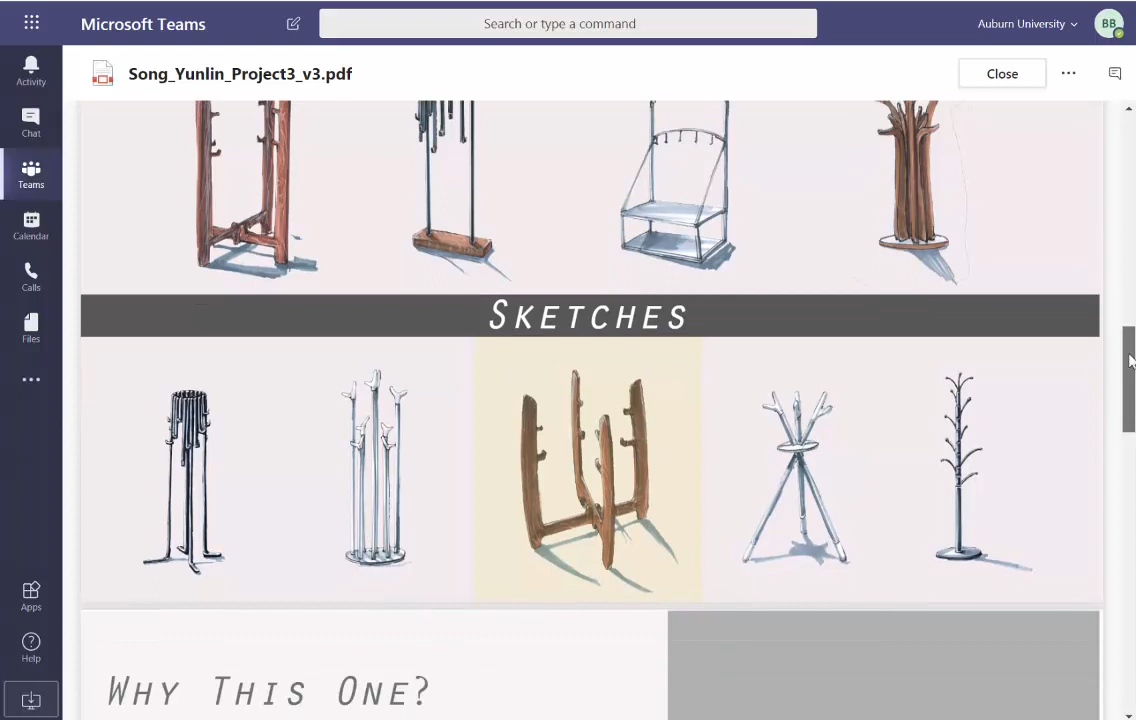 Microsoft Teams
Search or type a command
Auburn University
BB
Activity
Chat
Teams
Calendar
Calls
Files
Apps
Help
Song_Yunlin_Project3_v3.pdf
Close
SKETCHES
WHY THIS ONE?